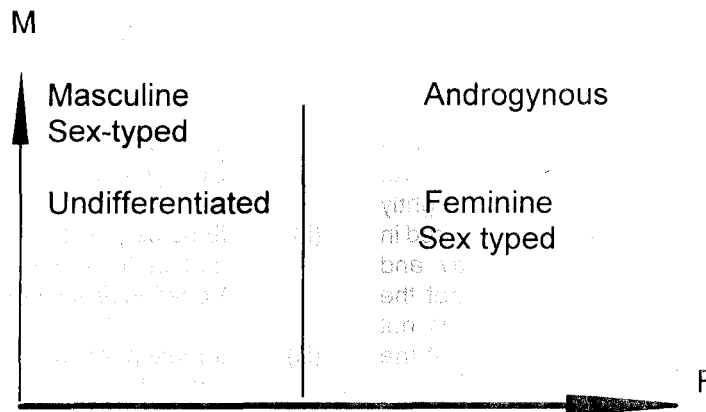 M
Masculine
Sex-typed
Androgynous
Undifferentiated
Feminine
Sex typed
F